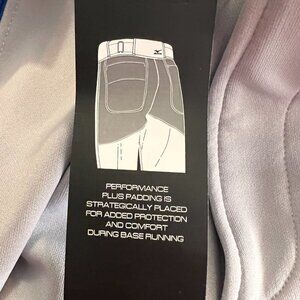 PERFORMANCE
PLUS PADDING IS
STRATEGICALLY PLACED
FOR ADDED PROTECTION
AND COMFORT
DURING BASE RUNNING